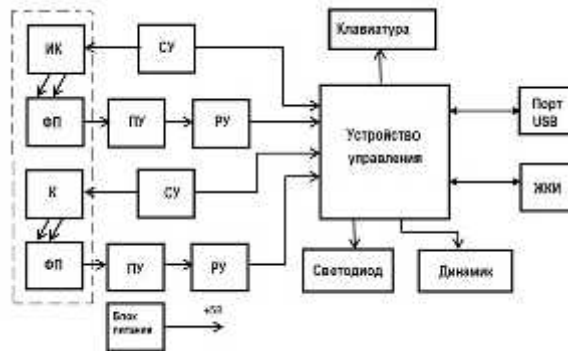 Клавиатура
ИК
СУ
ФП
ПУ
РУ
Устройство
управления
Порт
USB
К
СУ
ЖКИ
ФП
ПУ
РУ
Светодиод
Динамик
Блок
питания
+5В